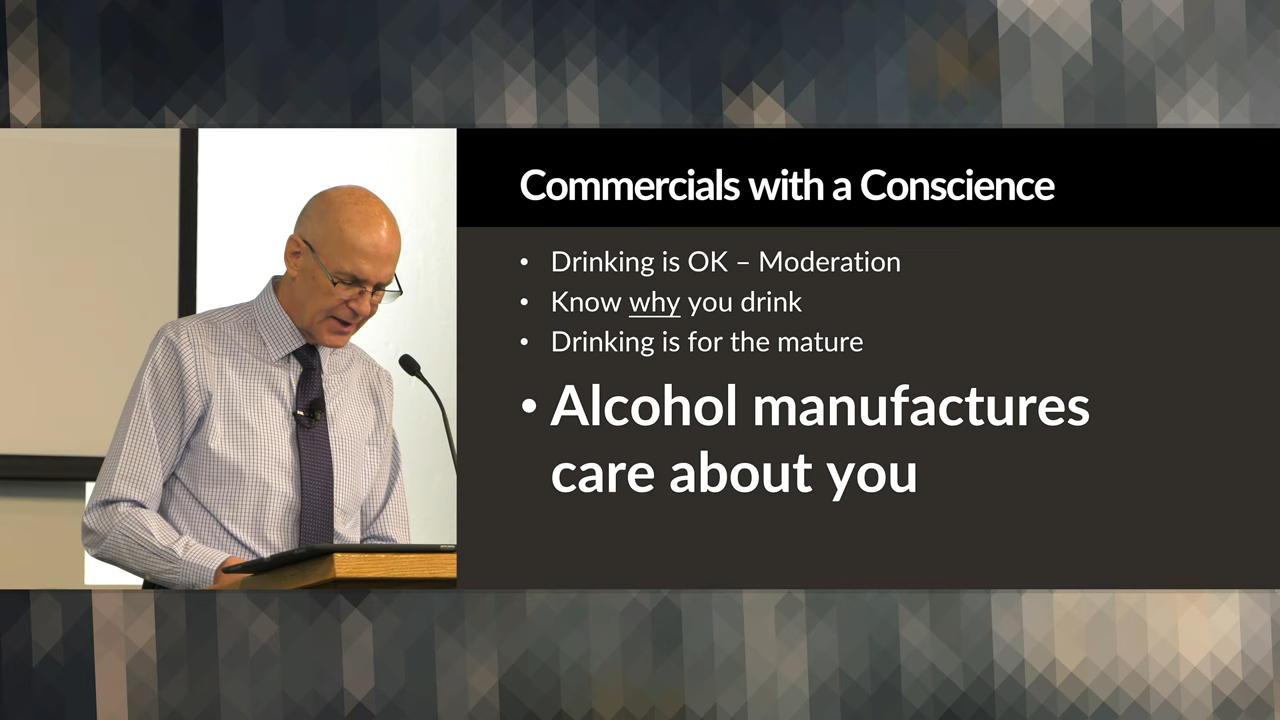 Commercials with a Conscience
• Drinking is OK – Moderation
• Know why you drink
• Drinking is for the mature
• Alcohol manufactures
care about you